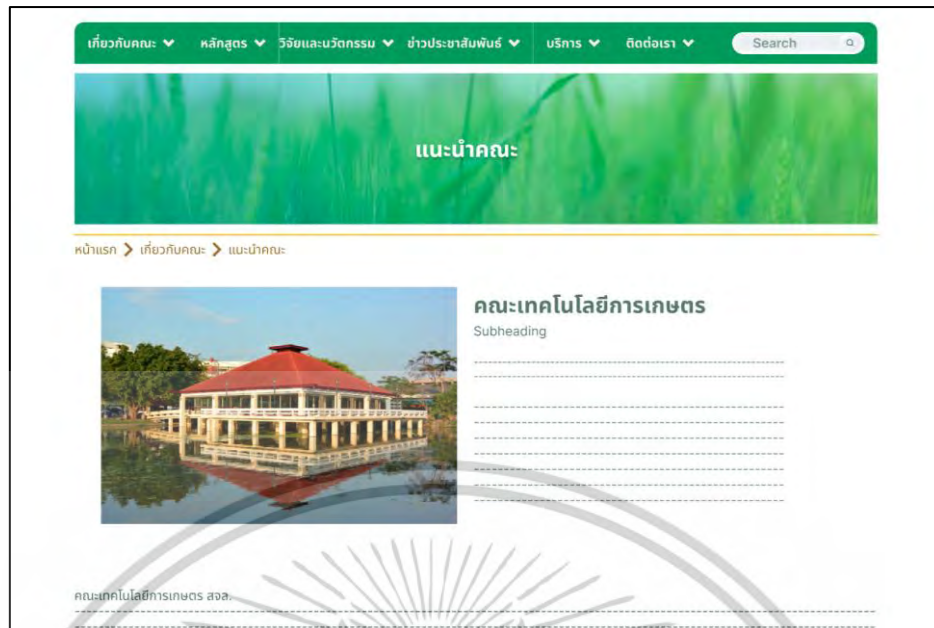 เกี่ยวกับคณะ หลักสูตร วิจัยและนวัตกรรม ข่าวประชาสัมพันธ์ บริการ ติดต่อเรา Search
แนะนำคณะ
หน้าแรก > เกี่ยวกับคณะ > แนะนำคณะ
คณะเทคโนโลยีการเกษตร
Subheading
คณะเทคโนโลยีการเกษตร สจล.